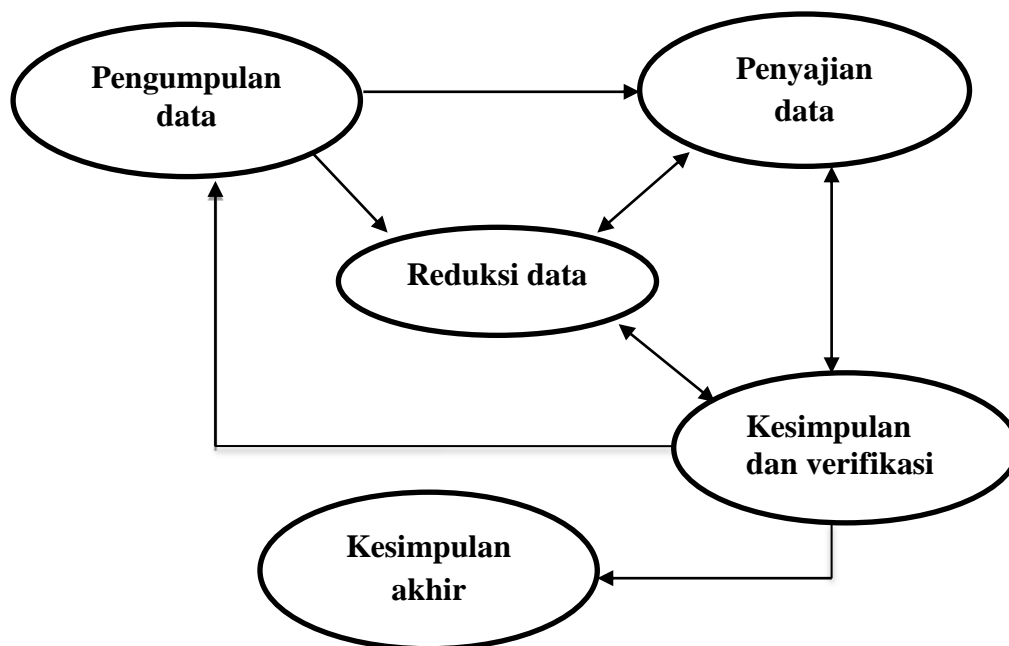 Pengumpulan
data
Penyajian
data
Reduksi data
Kesimpulan
dan verifikasi
Kesimpulan
akhir